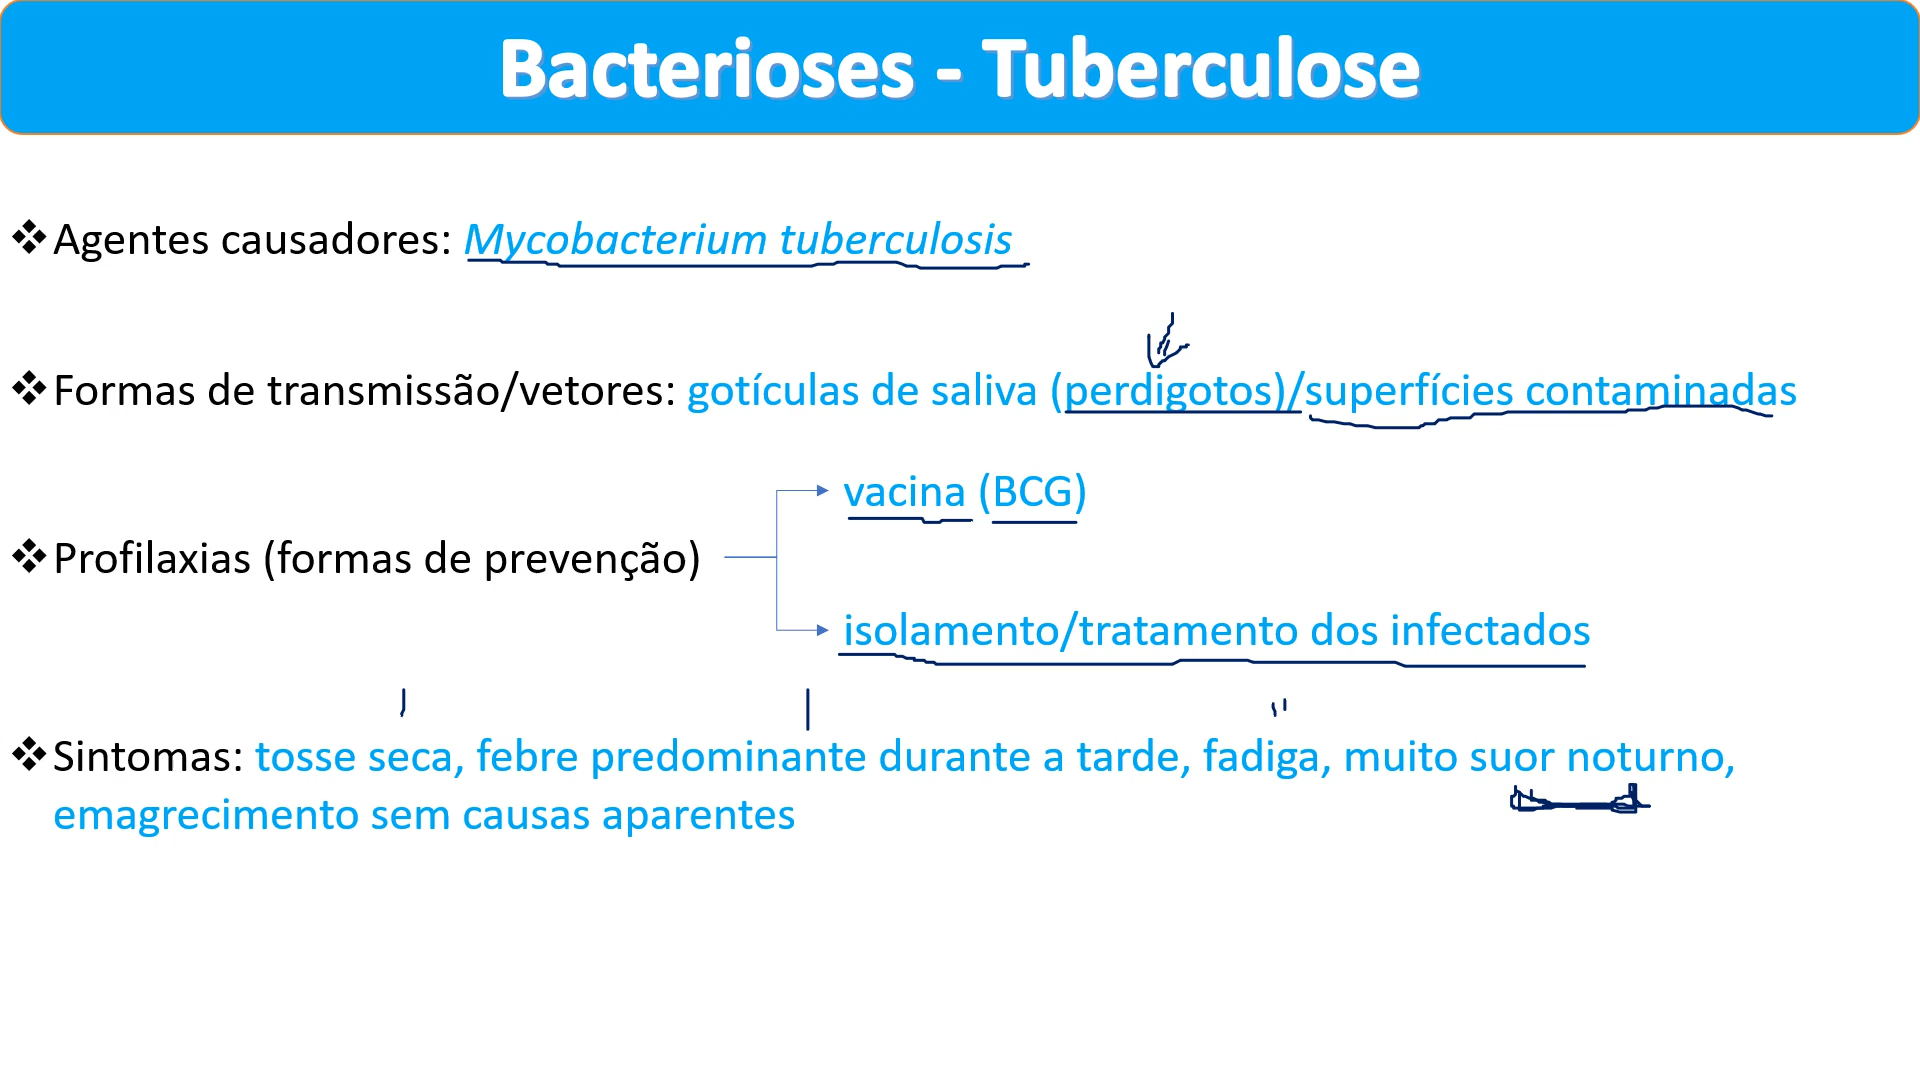 Bacterioses - Tuberculose
❖Agentes causadores: Mycobacterium tuberculosis
❖Formas de transmissão/vetores: gotículas de saliva (perdigotos)/superfícies contaminadas
vacina (BCG)
❖Profilaxias (formas de prevenção)
isolamento/tratamento dos infectados
❖Sintomas: tosse seca, febre predominante durante a tarde, fadiga, muito suor noturno,
emagrecimento sem causas aparentes